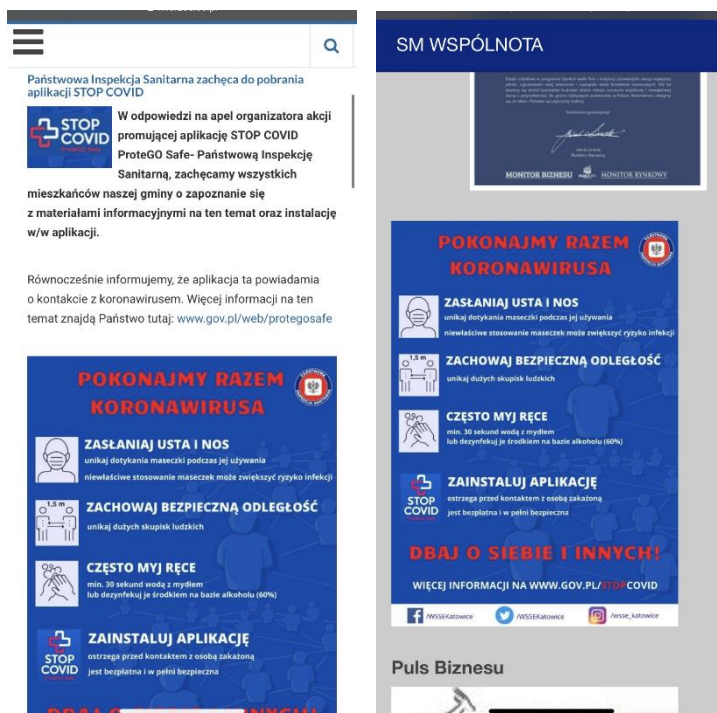 Państwowa Inspekcja Sanitarna zachęca do pobrania
aplikacji STOP COVID
STOP
COVID
ProteGO Safe
W odpowiedzi na apel organizatora akcji
promującej aplikację STOP COVID
ProteGO Safe- Państwową Inspekcję
Sanitarną, zachęcamy wszystkich
mieszkańców naszej gminy o zapoznanie się
z materiałami informacyjnymi na ten temat oraz instalację
w/w aplikacji.
Równocześnie informujemy, że aplikacja ta powiadamia
o kontakcie z koronawirusem. Więcej informacji na ten
temat znajdą Państwo tutaj: www.gov.pl/web/protegosafe
POKONAJMY RAZEM
KORONAWIRUSA
ZASŁANIAJ USTA I NOS
unikaj dotykania maseczki podczas jej używania
niewłaściwe stosowanie maseczek może zwiększyć ryzyko infekcji
1,5 m
ZACHOWAJ BEZPIECZNĄ ODLEGŁOŚĆ
unikaj dużych skupisk ludzkich
CZĘSTO MYJ RĘCE
min. 30 sekund wodą z mydłem
lub dezynfekuj je środkiem na bazie alkoholu (60%)
STOP
COVID
ZAINSTALUJ APLIKACJĘ
ostrzega przed kontaktem z osobą zakażoną
jest bezpłatna i w pełni bezpieczna
SM WSPÓLNOTA
MONITOR BIZNESU
MONITOR RYNKOWY
POKONAJMY RAZEM
KORONAWIRUSA
ZASŁANIAJ USTA I NOS
unikaj dotykania maseczki podczas jej używania
niewłaściwe stosowanie maseczek może zwiększyć ryzyko infekcji
1,5 m
ZACHOWAJ BEZPIECZNĄ ODLEGŁOŚĆ
unikaj dużych skupisk ludzkich
CZĘSTO MYJ RĘCE
min. 30 sekund wodą z mydłem
lub dezynfekuj je środkiem na bazie alkoholu (60%)
STOP
COVID
ZAINSTALUJ APLIKACJĘ
ostrzega przed kontaktem z osobą zakażoną
jest bezpłatna i w pełni bezpieczna
DBAJ O SIEBIE I INNYCH!
WIĘCEJ INFORMACJI NA WWW.GOV.PL/STOPCOVID
/WSSEKatowice
/WSSEKatowice
/wsse_katowice
Puls Biznesu